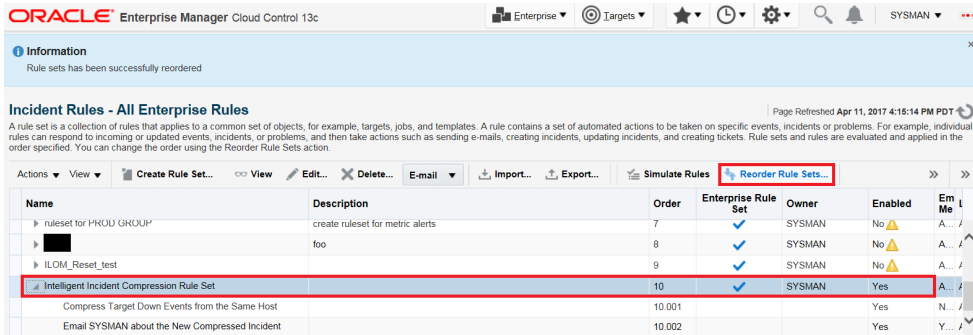 ORACLE® Enterprise Manager Cloud Control 13c
Enterprise ▼ Targets ▼ SYSMAN ▼
Information
Rule sets has been successfully reordered
Incident Rules - All Enterprise Rules
Page Refreshed Apr 11, 2017 4:15:14 PM PDT
A rule set is a collection of rules that applies to a common set of objects, for example, targets, jobs, and templates. A rule contains a set of automated actions to be taken on specific events, incidents or problems. For example, individual
rules can respond to incoming or updated events, incidents, or problems, and then take actions such as sending e-mails, creating incidents, updating incidents, and creating tickets. Rule sets and rules are evaluated and applied in the
order specified. You can change the order using the Reorder Rule Sets action.
Actions ▼ View ▼ Create Rule Set... View Edit... Delete... E-mail ▼ Import... Export... Simulate Rules Reorder Rule Sets... » »
Name Description Order Enterprise Rule Set Owner Enabled Em Me L
ruleset for PROD GROUP create ruleset for metric alerts 7 SYSMAN No A... A
foo 8 SYSMAN No A... A
ILOM_Reset_test 9 SYSMAN No A... A
Intelligent Incident Compression Rule Set 10 SYSMAN Yes A... A
Compress Target Down Events from the Same Host 10.001 Yes N... A
Email SYSMAN about the New Compressed Incident 10.002 Yes Y...